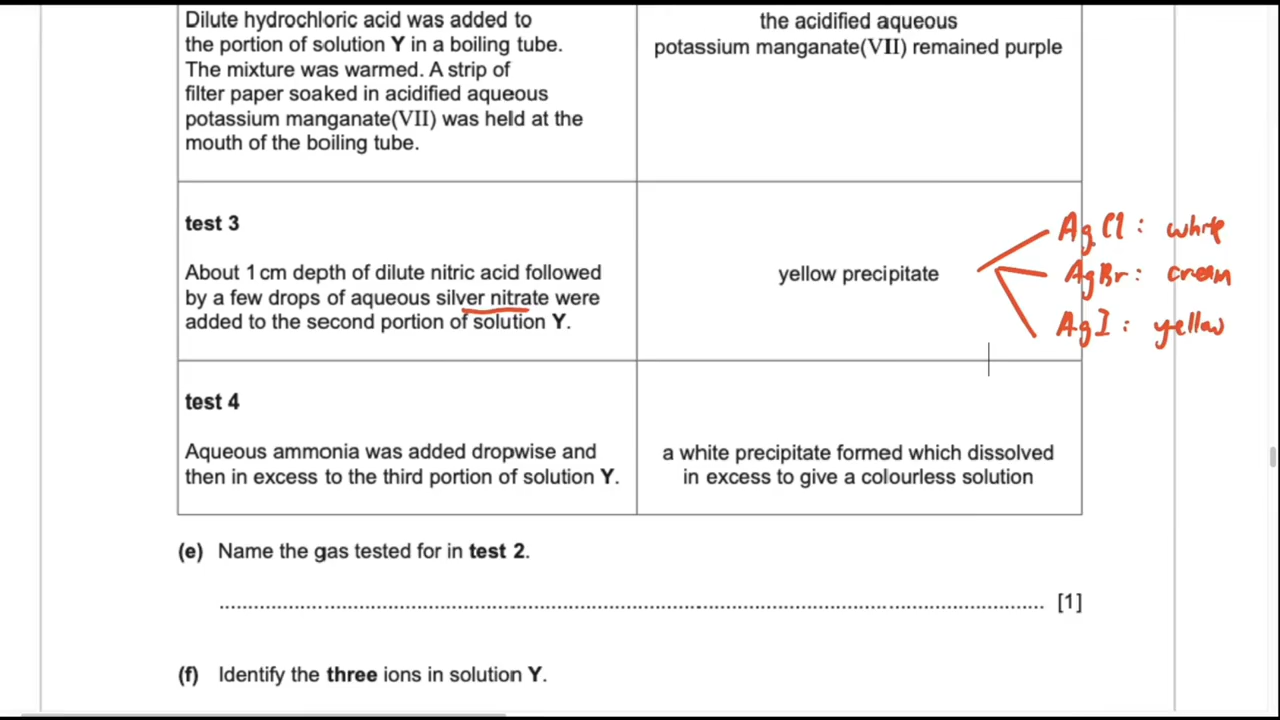 Dilute hydrochloric acid was added to
the portion of solution Y in a boiling tube.
The mixture was warmed. A strip of
filter paper soaked in acidified aqueous
potassium manganate(VII) was held at the
mouth of the boiling tube.
the acidified aqueous
potassium manganate(VII) remained purple
test 3
About 1 cm depth of dilute nitric acid followed
by a few drops of aqueous silver nitrate were
added to the second portion of solution Y.
yellow precipitate
AgCl : white
AgBr : cream
AgI : yellow
test 4
Aqueous ammonia was added dropwise and
then in excess to the third portion of solution Y.
a white precipitate formed which dissolved
in excess to give a colourless solution
(e) Name the gas tested for in test 2.
.......................................................................................................... [1]
(f) Identify the three ions in solution Y.